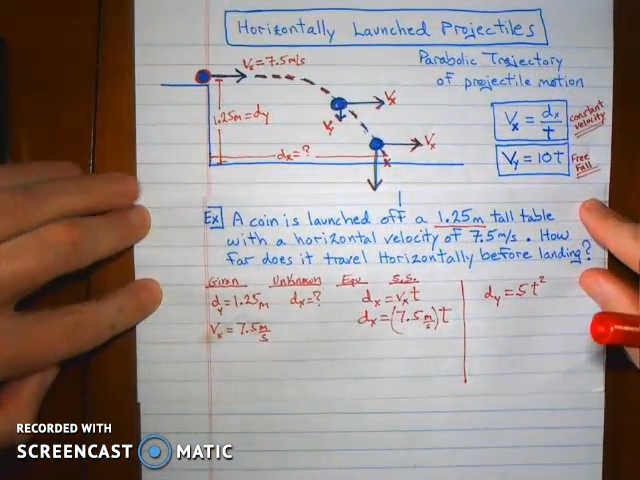 Horizontally Launched Projectiles
Vx = 7.5m/s
Parabolic Trajectory
of projectile motion
1.25m = dy
Vx
Vy
Vx
dx = ?
Vx = dx/t
constant velocity
Vy = 10t
Free Fall
Ex A coin is launched off a 1.25m tall table
with a horizontal velocity of 7.5m/s. How
far does it travel Horizontally before landing?
Given Unknown Equ S.S.
dy = 1.25m dx = ? dx = Vx t dy = 5t²
Vx = 7.5 m/s dx = (7.5 m/s) t
RECORDED WITH
SCREENCAST MATIC